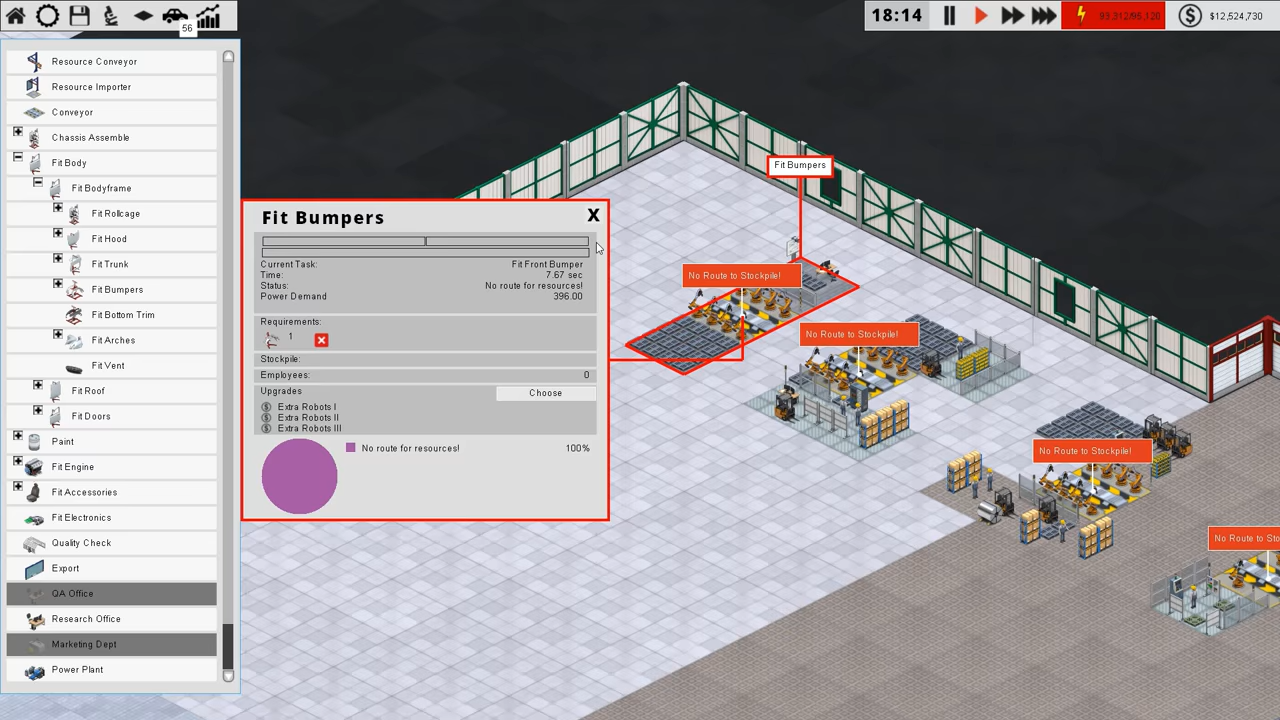 18:14
93,312/95,120
$12,524,730
56
Resource Conveyor
Resource Importer
Conveyor
Chassis Assemble
Fit Body
Fit Bodyframe
Fit Rollcage
Fit Hood
Fit Trunk
Fit Bumpers
Fit Bottom Trim
Fit Arches
Fit Vent
Fit Roof
Fit Doors
Paint
Fit Engine
Fit Accessories
Fit Electronics
Quality Check
Export
QA Office
Research Office
Marketing Dept
Power Plant
Fit Bumpers X
Current Task: Fit Front Bumper
Time: 7.67 sec
Status: No route for resources!
Power Demand 396.00
Requirements:
1
Stockpile:
Employees: 0
Upgrades Choose
Extra Robots I
Extra Robots II
Extra Robots III
No route for resources! 100%
Fit Bumpers
No Route to Stockpile!
No Route to Stockpile!
No Route to Stockpile!
No Route to Sto